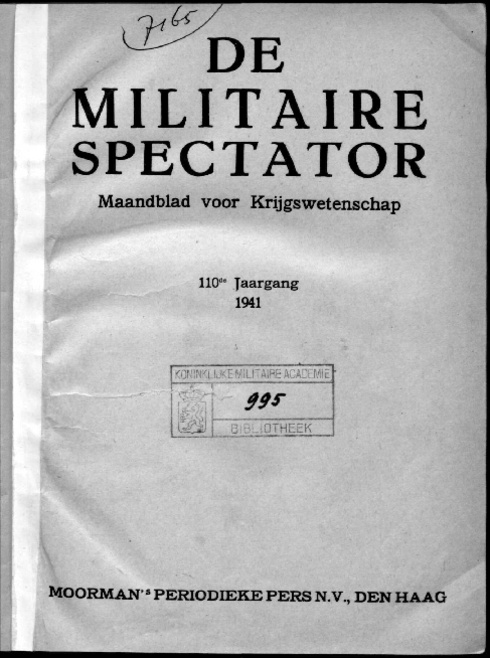 7165
DE
MILITAIRE
SPECTATOR
Maandblad voor Krijgswetenschap
110de Jaargang
1941
KONINKLIJKE MILITAIRE ACADEMIE
995
BIBLIOTHEEK
MOORMAN'S PERIODIEKE PERS N.V., DEN HAAG